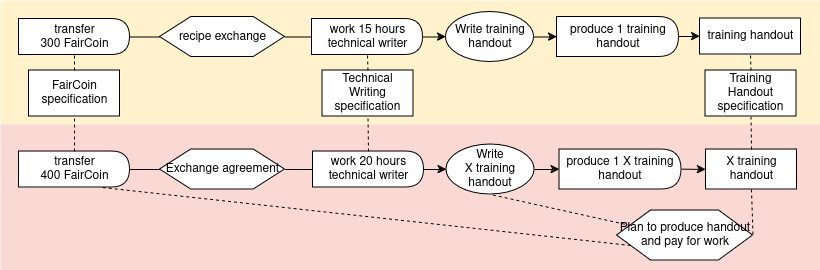 transfer
300 FairCoin
recipe exchange
work 15 hours
technical writer
Write training
handout
produce 1 training
handout
training handout
FairCoin
specification
Technical
Writing
specification
Training
Handout
specification
transfer
400 FairCoin
Exchange agreement
work 20 hours
technical writer
Write
X training
handout
produce 1 X training
handout
X training
handout
Plan to produce handout
and pay for work